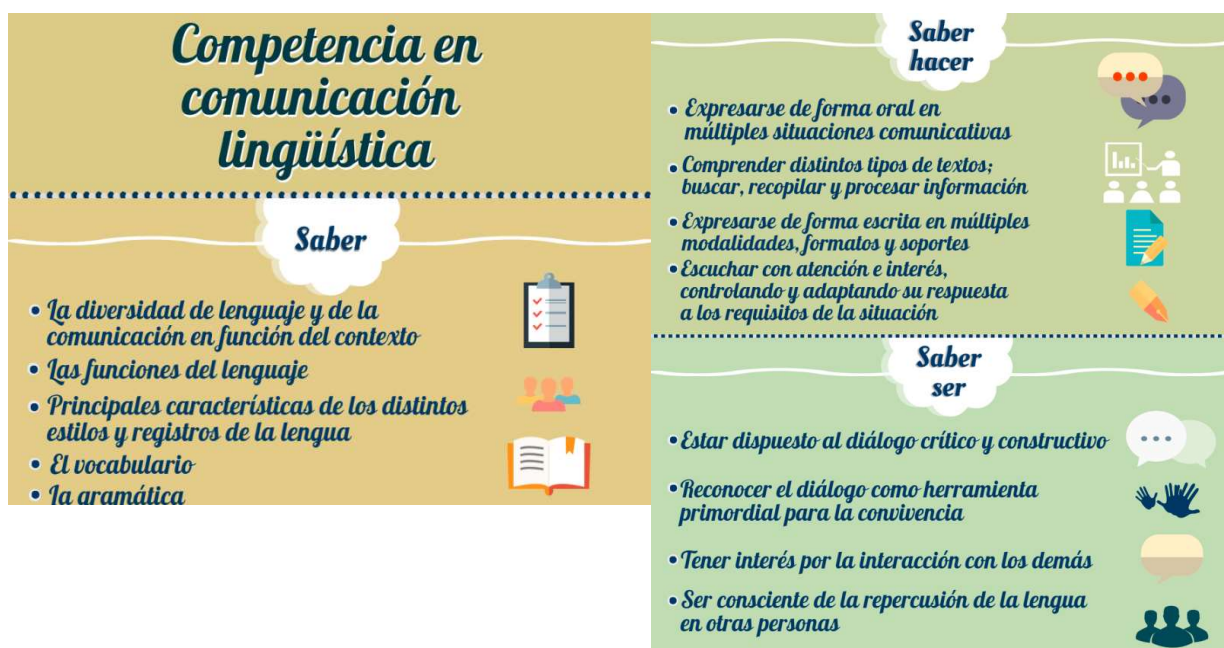 Competencia en
comunicación
lingüística
Saber
• La diversidad de lenguaje y de la
comunicación en función del contexto
• Las funciones del lenguaje
• Principales características de los distintos
estilos y registros de la lengua
• El vocabulario
• La gramática
Saber
hacer
• Expresarse de forma oral en
múltiples situaciones comunicativas
• Comprender distintos tipos de textos;
buscar, recopilar y procesar información
• Expresarse de forma escrita en múltiples
modalidades, formatos y soportes
• Escuchar con atención e interés,
controlando y adaptando su respuesta
a los requisitos de la situación
Saber
ser
• Estar dispuesto al diálogo crítico y constructivo
• Reconocer el diálogo como herramienta
primordial para la convivencia
• Tener interés por la interacción con los demás
• Ser consciente de la repercusión de la lengua
en otras personas